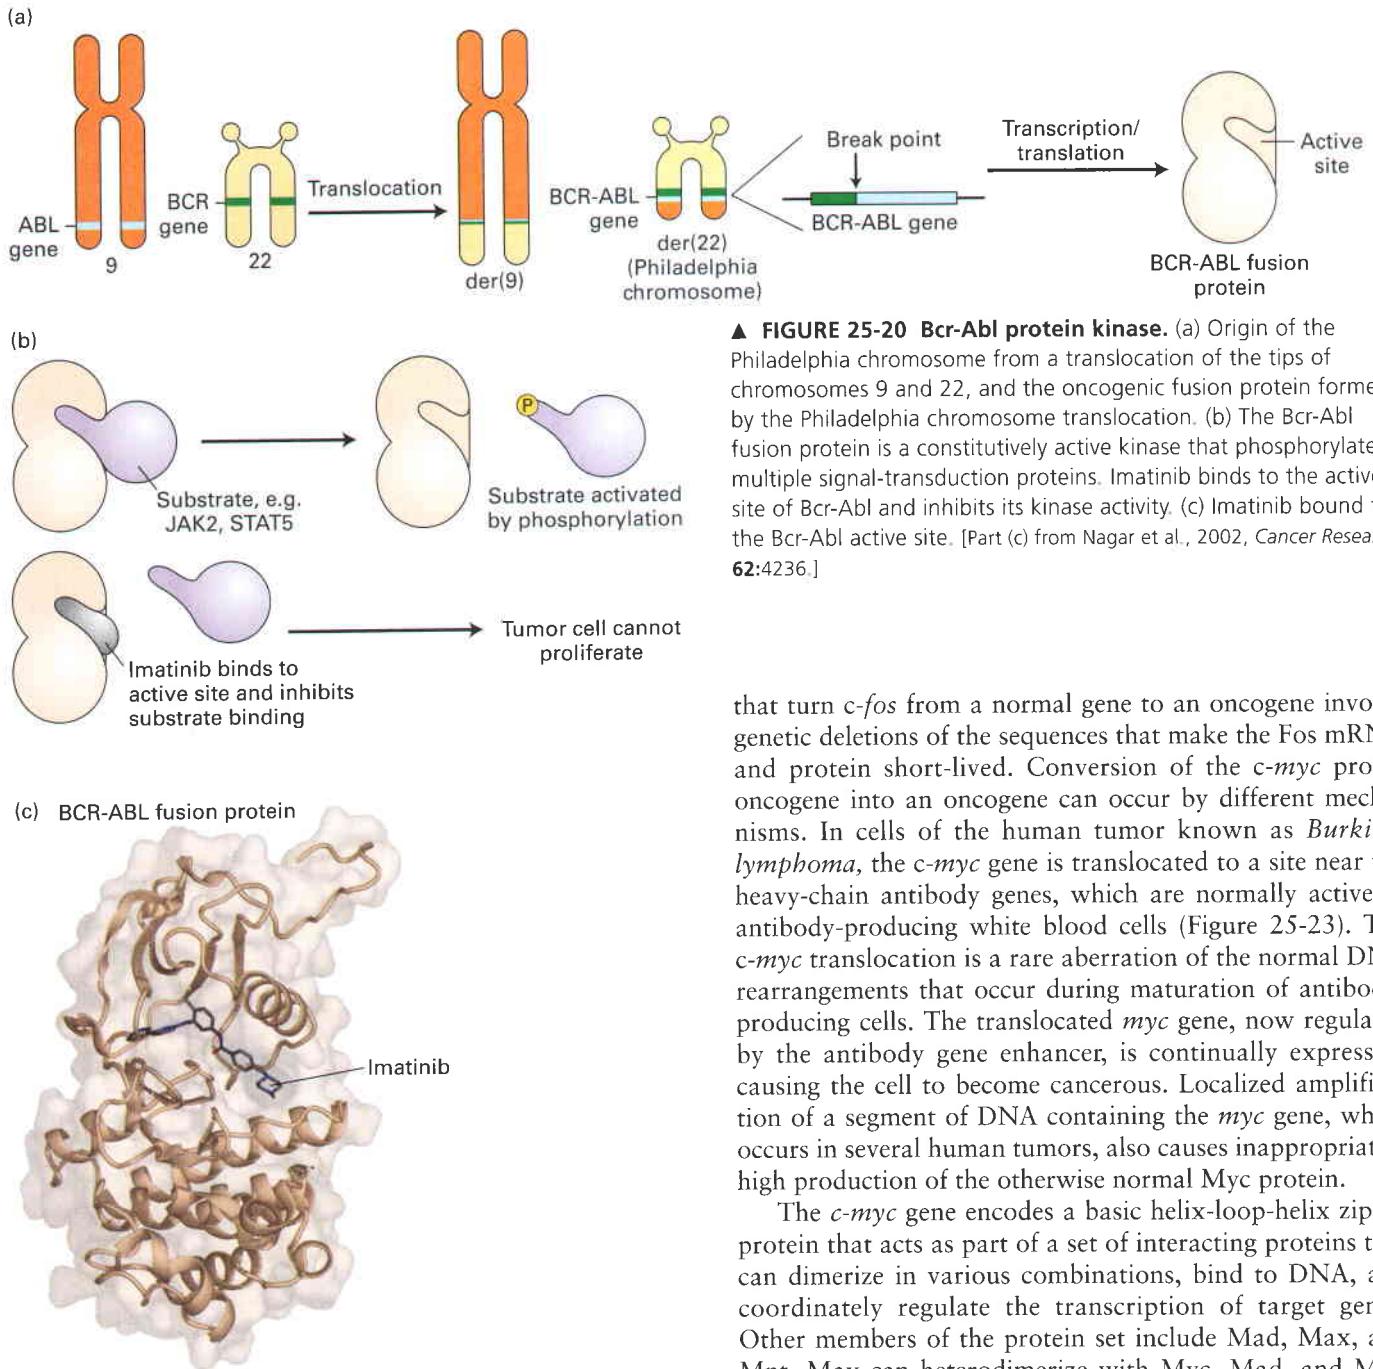 (a)
ABL
gene
9
BCR
gene
22
Translocation
der(9)
BCR-ABL
gene
der(22)
(Philadelphia
chromosome)
Break point
BCR-ABL gene
Transcription/
translation
Active
site
BCR-ABL fusion
protein
(b)
Substrate, e.g.
JAK2, STAT5
P
Substrate activated
by phosphorylation
Imatinib binds to
active site and inhibits
substrate binding
Tumor cell cannot
proliferate
(c) BCR-ABL fusion protein
Imatinib
▲ FIGURE 25-20 Bcr-Abl protein kinase. (a) Origin of the
Philadelphia chromosome from a translocation of the tips of
chromosomes 9 and 22, and the oncogenic fusion protein forme
by the Philadelphia chromosome translocation. (b) The Bcr-Abl
fusion protein is a constitutively active kinase that phosphorylate
multiple signal-transduction proteins. Imatinib binds to the active
site of Bcr-Abl and inhibits its kinase activity. (c) Imatinib bound
the Bcr-Abl active site. [Part (c) from Nagar et al., 2002, Cancer Resear
62:4236.]
that turn c-fos from a normal gene to an oncogene invo
genetic deletions of the sequences that make the Fos mRN
and protein short-lived. Conversion of the c-myc pro
oncogene into an oncogene can occur by different mech
nisms. In cells of the human tumor known as Burki
lymphoma, the c-myc gene is translocated to a site near
heavy-chain antibody genes, which are normally active
antibody-producing white blood cells (Figure 25-23). T
c-myc translocation is a rare aberration of the normal DN
rearrangements that occur during maturation of antibo
producing cells. The translocated myc gene, now regula
by the antibody gene enhancer, is continually express
causing the cell to become cancerous. Localized amplifi
tion of a segment of DNA containing the myc gene, wh
occurs in several human tumors, also causes inappropriat
high production of the otherwise normal Myc protein.
The c-myc gene encodes a basic helix-loop-helix zip
protein that acts as part of a set of interacting proteins t
can dimerize in various combinations, bind to DNA, a
coordinately regulate the transcription of target gen
Other members of the protein set include Mad, Max, a
Mnt. Max can heterodimerize with Myc, Mad, and M